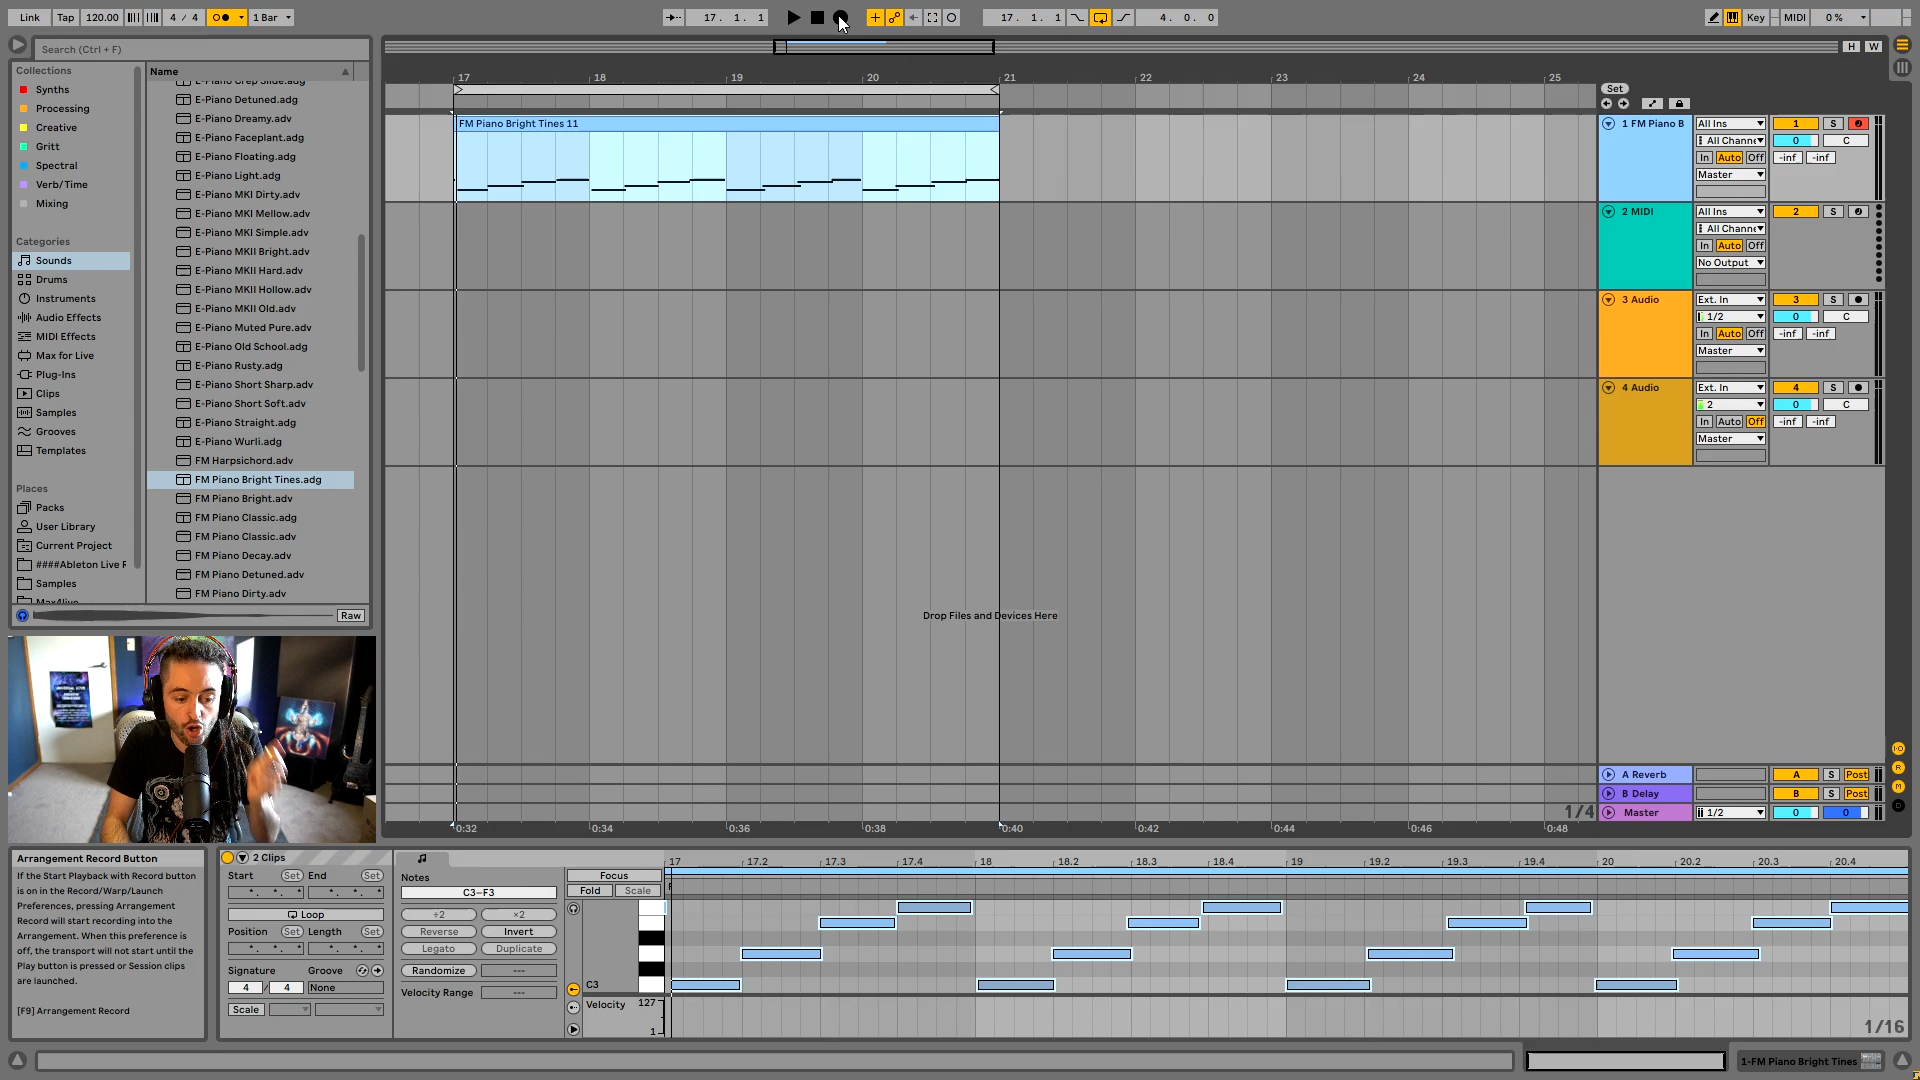 Link Tap 120.00 4 / 4 1 Bar 17. 1. 1 17. 1. 1 4. 0. 0 Key MIDI 0 %
Search (Ctrl + F)
H W
Collections
Synths
Processing
Creative
Gritt
Spectral
Verb/Time
Mixing
Categories
Sounds
Drums
Instruments
Audio Effects
MIDI Effects
Max for Live
Plug-Ins
Clips
Samples
Grooves
Templates
Places
Packs
User Library
Current Project
####Ableton Live F
Samples
Name
E-Piano Detuned.adg
E-Piano Dreamy.adv
E-Piano Faceplant.adg
E-Piano Floating.adg
E-Piano Light.adg
E-Piano MKI Dirty.adv
E-Piano MKI Mellow.adv
E-Piano MKI Simple.adv
E-Piano MKII Bright.adv
E-Piano MKII Hard.adv
E-Piano MKII Hollow.adv
E-Piano MKII Old.adv
E-Piano Muted Pure.adv
E-Piano Old School.adg
E-Piano Rusty.adg
E-Piano Short Sharp.adv
E-Piano Short Soft.adv
E-Piano Straight.adv
E-Piano Wurli.adg
FM Harpsichord.adv
FM Piano Bright Tines.adg
FM Piano Bright.adv
FM Piano Classic.adg
FM Piano Classic.adv
FM Piano Decay.adv
FM Piano Detuned.adv
FM Piano Dirty.adv
Raw
17 18 19 20 21 22 23 24 25
Set
FM Piano Bright Tines 11
1 FM Piano B All Ins 1 S
All Channe 0 C
In Auto Off -inf -inf
Master
2 MIDI All Ins 2 S
All Channe
In Auto Off
No Output
3 Audio Ext. In 3 S
1/2 0 C
In Auto Off -inf -inf
Master
4 Audio Ext. In 4 S
2 0 C
In Auto Off -inf -inf
Master
Drop Files and Devices Here
A Reverb A S Post
B Delay B S Post
1/4 Master 1/2 0 0
0:32 0:34 0:36 0:38 0:40 0:42 0:44 0:46 0:48
Arrangement Record Button
If the Start Playback with Record button
is on in the Record/Warp/Launch
Preferences, pressing Arrangement
Record will start recording into the
Arrangement. When this preference is
off, the transport will not start until the
Play button is pressed or Session clips
are launched.
[F9] Arrangement Record
2 Clips
Start Set End Set
Loop
Position Set Length Set
Signature Groove
4 / 4 None
Scale
Notes
C3–F3
÷2 ×2
Reverse Invert
Legato Duplicate
Randomize ---
Velocity Range ---
Focus
Fold Scale
17 17.2 17.3 17.4 18 18.2 18.3 18.4 19 19.2 19.3 19.4 20 20.2 20.3 20.4
C3
Velocity 127
1
1/16
1-FM Piano Bright Tines